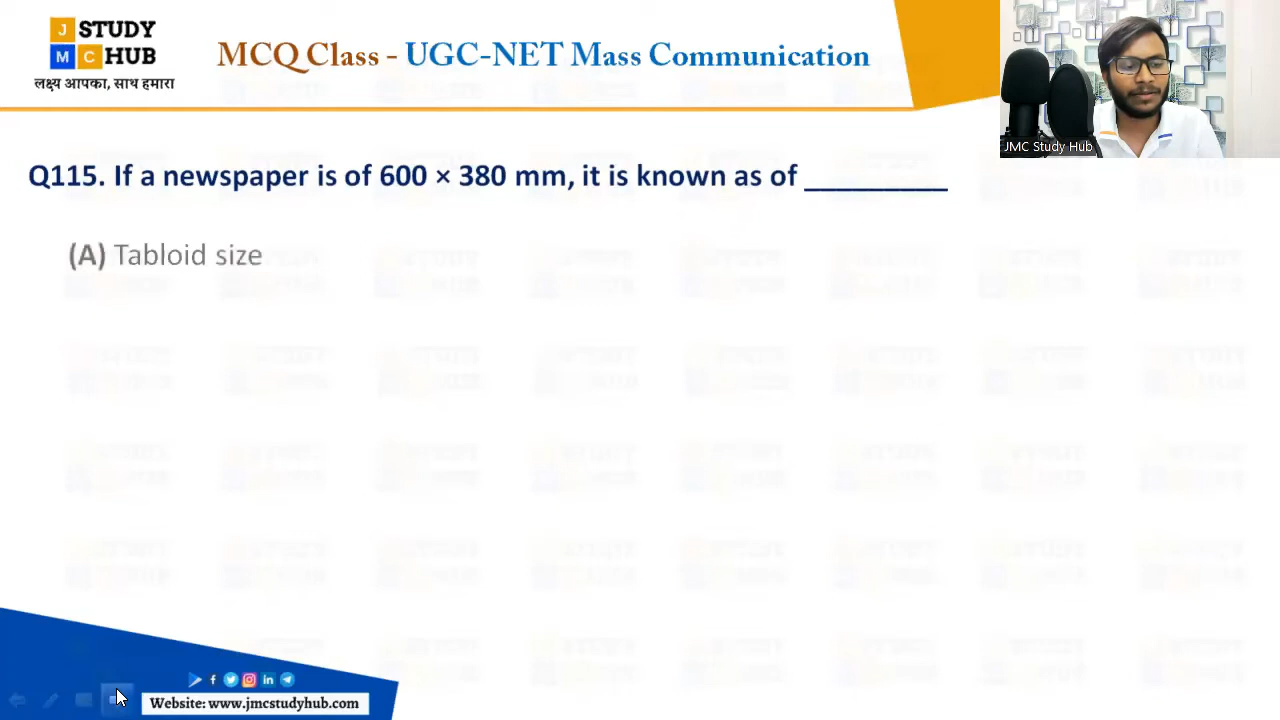 J STUDY
M C HUB
लक्ष्य आपका, साथ हमारा
MCQ Class - UGC-NET Mass Communication
JMC Study Hub
Q115. If a newspaper is of 600 × 380 mm, it is known as of _________
(A) Tabloid size
Website: www.jmcstudyhub.com